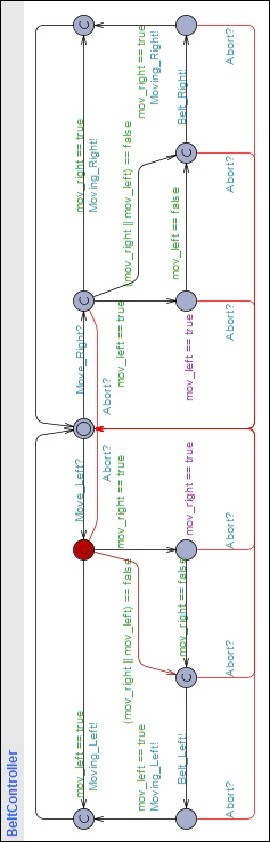 BeltController
mov_left == true
Moving_Left!
mov_left == true
Moving_Left!
Belt_Left!
Abort?
(mov_right || mov_left) == false
mov_right == false
Abort?
Move_Left?
mov_right == true
mov_right == true
Abort?
Abort?
Move_Right?
Abort?
mov_left == true
mov_left == true
Abort?
(mov_right || mov_left) == false
mov_left == false
Abort?
mov_right == true
Moving_Right!
mov_right == true
Moving_Right!
Belt_Right!
Abort?
C
C
C
C
C
C